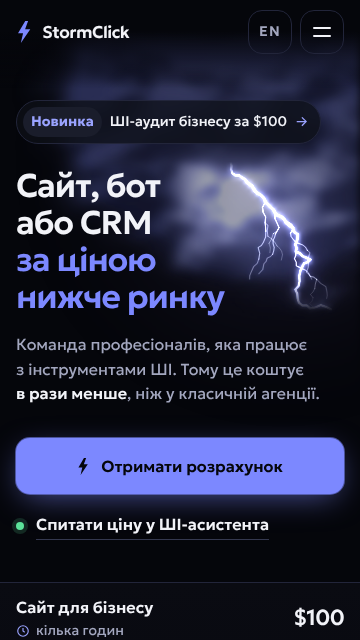 StormClick
EN
Новинка ШІ-аудит бізнесу за $100 →
Сайт, бот
або CRM
за ціною
нижче ринку
Команда професіоналів, яка працює
з інструментами ШІ. Тому це коштує
в рази менше, ніж у класичній агенції.
Отримати розрахунок
Спитати ціну у ШІ-асистента
Сайт для бізнесу
$100
кілька годин